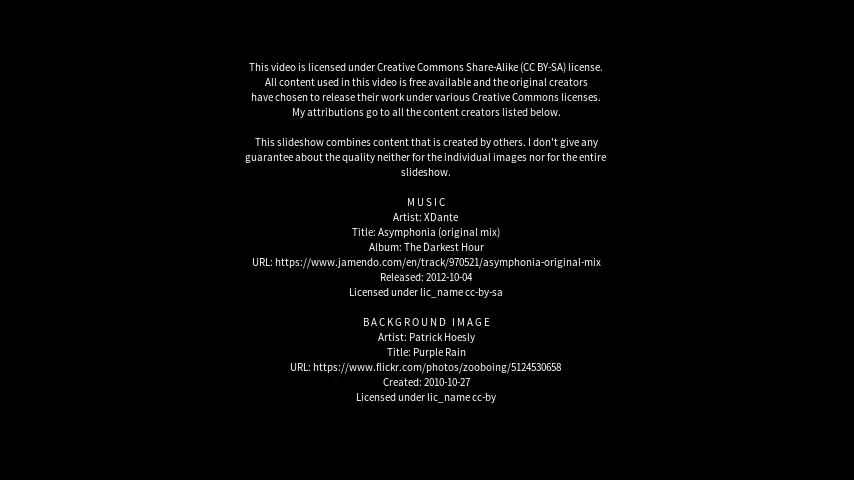 This video is licensed under Creative Commons Share-Alike (CC BY-SA) license.
All content used in this video is free available and the original creators
have chosen to release their work under various Creative Commons licenses.
My attributions go to all the content creators listed below.
This slideshow combines content that is created by others. I don't give any
guarantee about the quality neither for the individual images nor for the entire
slideshow.
MUSIC
Artist: XDante
Title: Asymphonia (original mix)
Album: The Darkest Hour
URL: https://www.jamendo.com/en/track/970521/asymphonia-original-mix
Released: 2012-10-04
Licensed under lic_name cc-by-sa
BACKGROUND IMAGE
Artist: Patrick Hoesly
Title: Purple Rain
URL: https://www.flickr.com/photos/zooboing/5124530658
Created: 2010-10-27
Licensed under lic_name cc-by